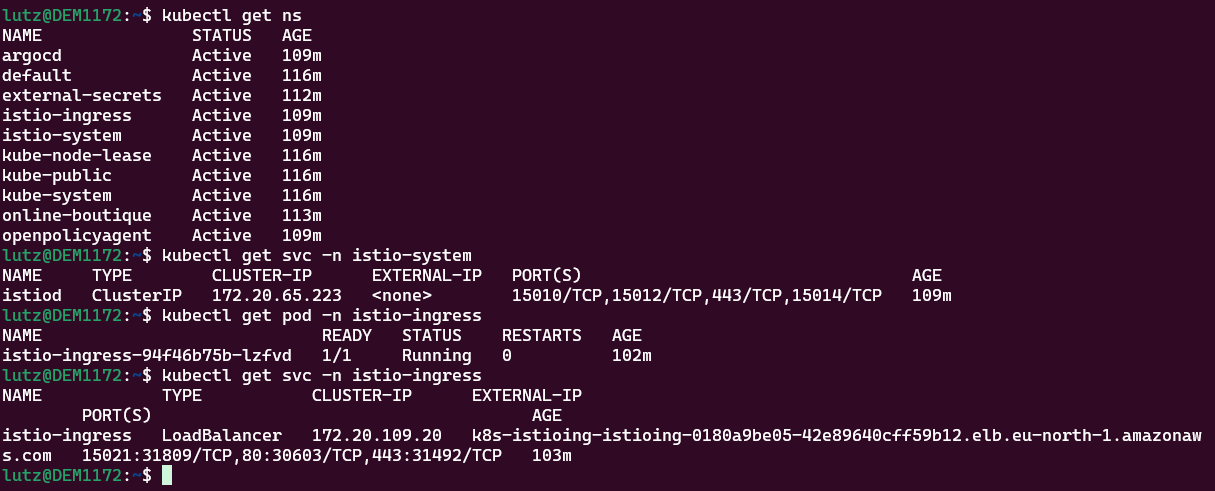 lutz@DEM1172:~$ kubectl get ns
NAME               STATUS   AGE
argocd             Active   109m
default            Active   116m
external-secrets   Active   112m
istio-ingress      Active   109m
istio-system       Active   109m
kube-node-lease    Active   116m
kube-public        Active   116m
kube-system        Active   116m
online-boutique    Active   113m
openpolicyagent    Active   109m
lutz@DEM1172:~$ kubectl get svc -n istio-system
NAME     TYPE        CLUSTER-IP      EXTERNAL-IP   PORT(S)                                 AGE
istiod   ClusterIP   172.20.65.223   <none>        15010/TCP,15012/TCP,443/TCP,15014/TCP   109m
lutz@DEM1172:~$ kubectl get pod -n istio-ingress
NAME                            READY   STATUS    RESTARTS   AGE
istio-ingress-94f46b75b-lzfvd   1/1     Running   0          102m
lutz@DEM1172:~$ kubectl get svc -n istio-ingress
NAME            TYPE           CLUSTER-IP      EXTERNAL-IP
        PORT(S)                                      AGE
istio-ingress   LoadBalancer   172.20.109.20   k8s-istioing-istioing-0180a9be05-42e89640cff59b12.elb.eu-north-1.amazonaw
s.com   15021:31809/TCP,80:30603/TCP,443:31492/TCP   103m
lutz@DEM1172:~$